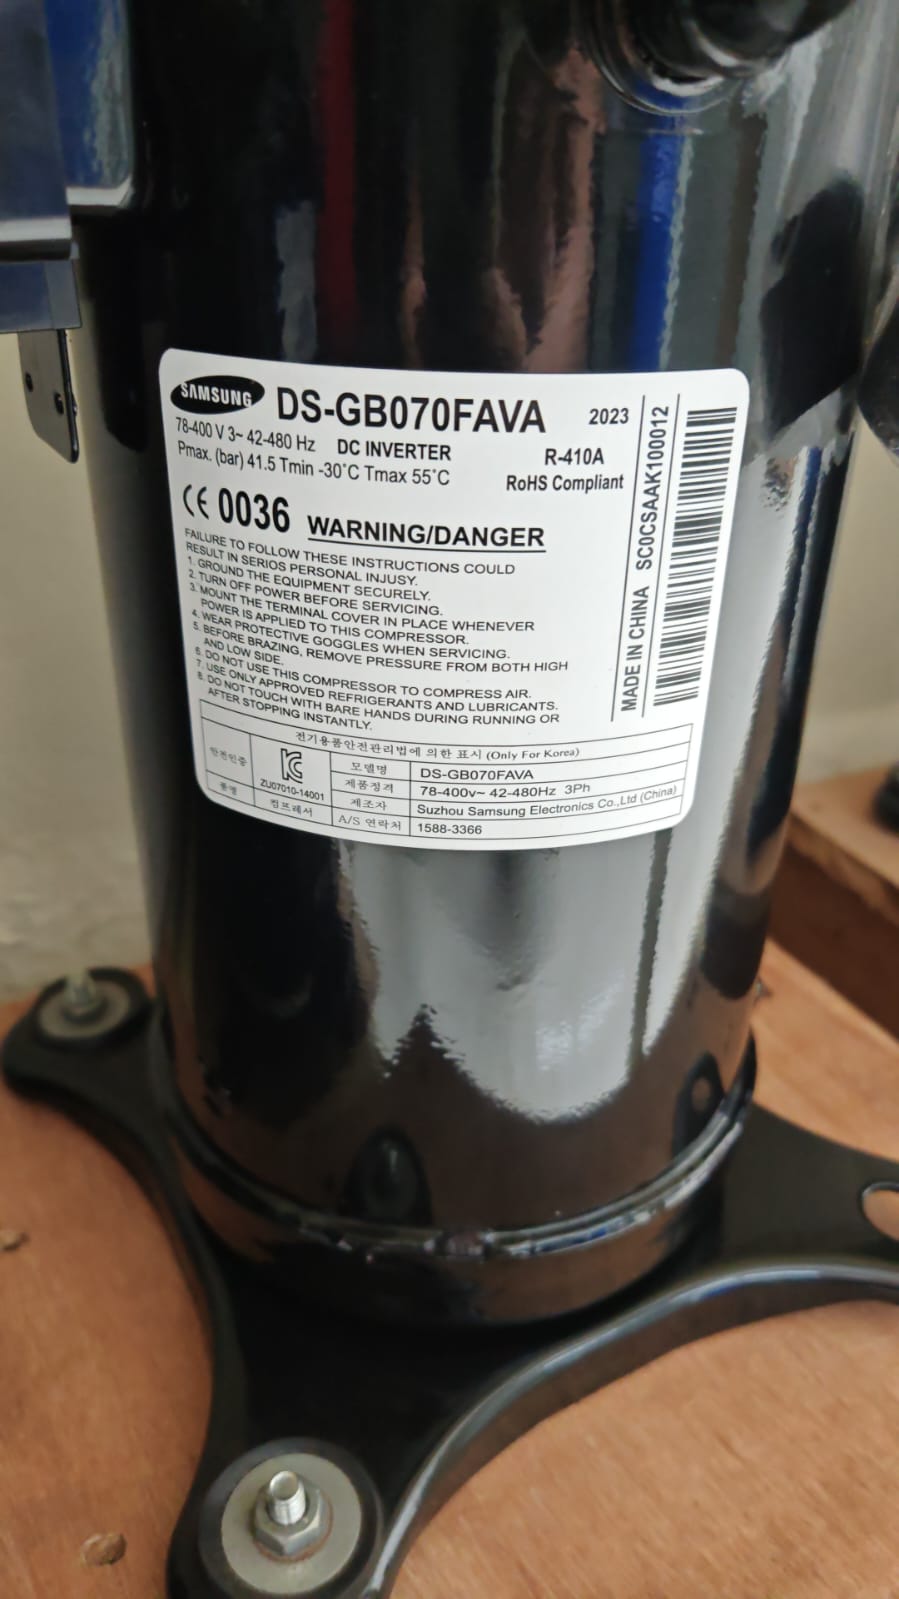 SAMSUNG DS-GB070FAVA 2023
78-400 V 3~ 42-480 Hz DC INVERTER R-410A
Pmax. (bar) 41.5 Tmin -30°C Tmax 55°C RoHS Compliant
CE 0036 WARNING/DANGER
FAILURE TO FOLLOW THESE INSTRUCTIONS COULD
RESULT IN SERIOS PERSONAL INJUSY.
1. GROUND THE EQUIPMENT SECURELY.
2. TURN OFF POWER BEFORE SERVICING.
3. MOUNT THE TERMINAL COVER IN PLACE WHENEVER
POWER IS APPLIED TO THIS COMPRESSOR.
4. WEAR PROTECTIVE GOGGLES WHEN SERVICING.
5. BEFORE BRAZING, REMOVE PRESSURE FROM BOTH HIGH
AND LOW SIDE.
6. DO NOT USE THIS COMPRESSOR TO COMPRESS AIR.
7. USE ONLY APPROVED REFRIGERANTS AND LUBRICANTS.
8. DO NOT TOUCH WITH BARE HANDS DURING RUNNING OR
AFTER STOPPING INSTANTLY.
MADE IN CHINA SC0CSAAK100012
전기용품안전관리법에 의한 표시 (Only For Korea)
안전인증
ZU07010-14001
모델명 DS-GB070FAVA
제품정격 78-400v~ 42-480Hz 3Ph
컴프레서
제조자 Suzhou Samsung Electronics Co.,Ltd (China)
A/S 연락처 1588-3366